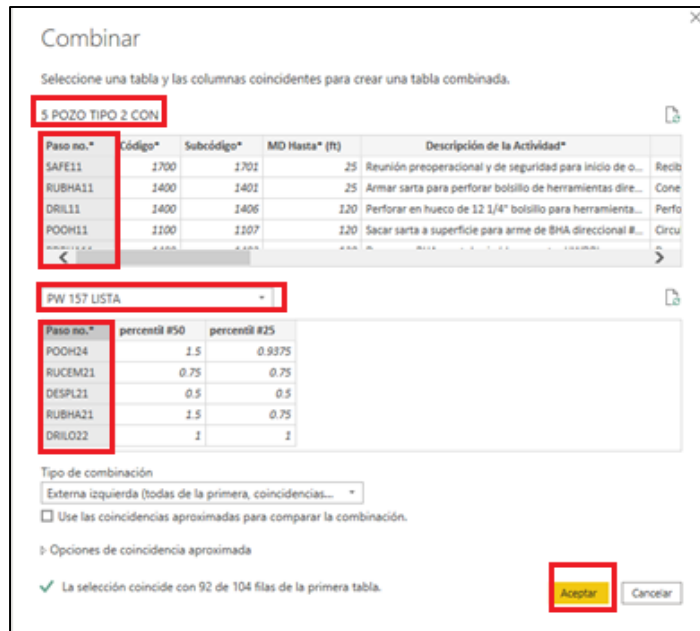 Combinar
Seleccione una tabla y las columnas coincidentes para crear una tabla combinada.
5 POZO TIPO 2 CON
Paso no.* Código* Subcódigo* MD Hasta* (ft) Descripción de la Actividad*
SAFE11 1700 1701 25 Reunión preoperacional y de seguridad para inicio de o... Recib
RUBHA11 1400 1401 25 Armar sarta para perforar bolsillo de herramientas dire... Cone
DRIL11 1400 1406 120 Perforar en hueco de 12 1/4" bolsillo para herramienta... Perfo
POOH11 1100 1107 120 Sacar sarta a superficie para arme de BHA direccional #... Circu
PW 157 LISTA
Paso no.* percentil #50 percentil #25
POOH24 1.5 0.9375
RUCEM21 0.75 0.75
DESPL21 0.5 0.5
RUBHA21 1.5 0.75
DRILO22 1 1
Tipo de combinación
Externa izquierda (todas de la primera, coincidencias...
Use las coincidencias aproximadas para comparar la combinación.
Opciones de coincidencia aproximada
La selección coincide con 92 de 104 filas de la primera tabla.
Aceptar Cancelar